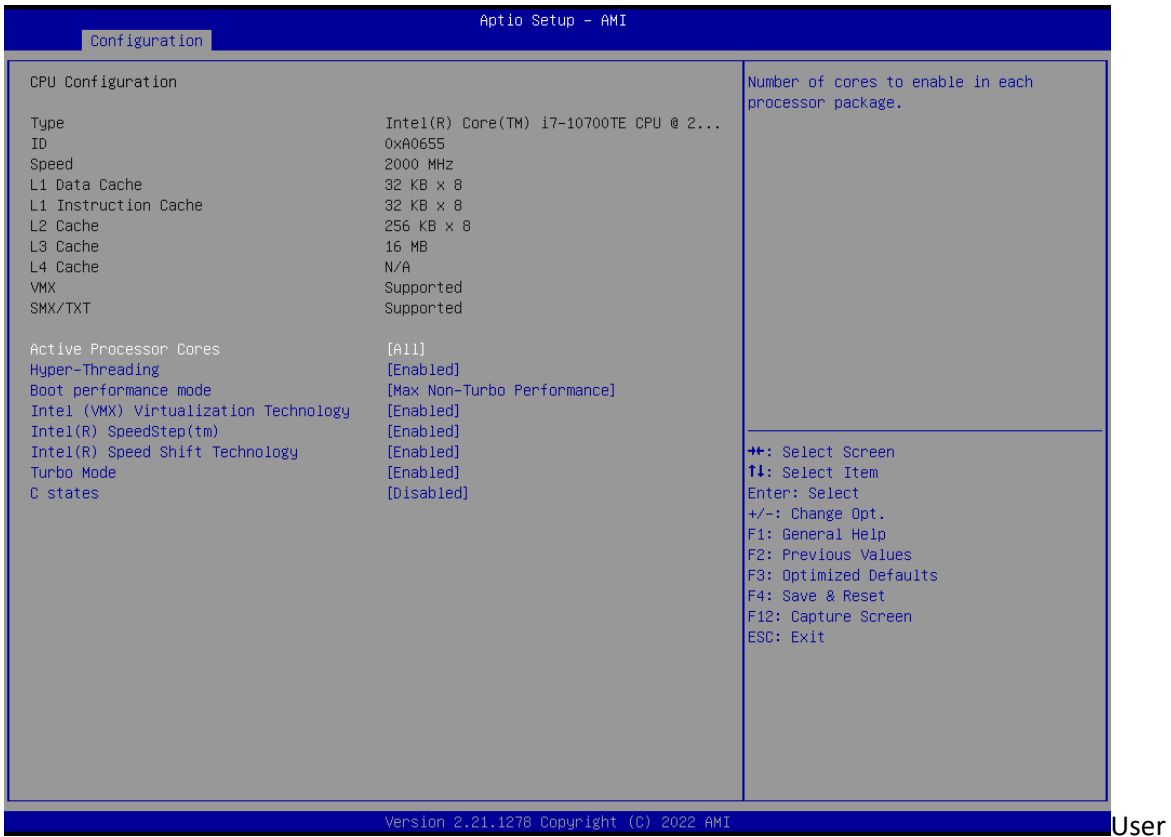 Aptio Setup - AMI
Configuration
CPU Configuration
Type Intel(R) Core(TM) i7-10700TE CPU @ 2...
ID 0xA0655
Speed 2000 MHz
L1 Data Cache 32 KB x 8
L1 Instruction Cache 32 KB x 8
L2 Cache 256 KB x 8
L3 Cache 16 MB
L4 Cache N/A
VMX Supported
SMX/TXT Supported
Active Processor Cores [All]
Hyper-Threading [Enabled]
Boot performance mode [Max Non-Turbo Performance]
Intel (VMX) Virtualization Technology [Enabled]
Intel(R) SpeedStep(tm) [Enabled]
Intel(R) Speed Shift Technology [Enabled]
Turbo Mode [Enabled]
C states [Disabled]
Number of cores to enable in each
processor package.
→←: Select Screen
↑↓: Select Item
Enter: Select
+/-: Change Opt.
F1: General Help
F2: Previous Values
F3: Optimized Defaults
F4: Save & Reset
F12: Capture Screen
ESC: Exit
Version 2.21.1278 Copyright (C) 2022 AMI
User